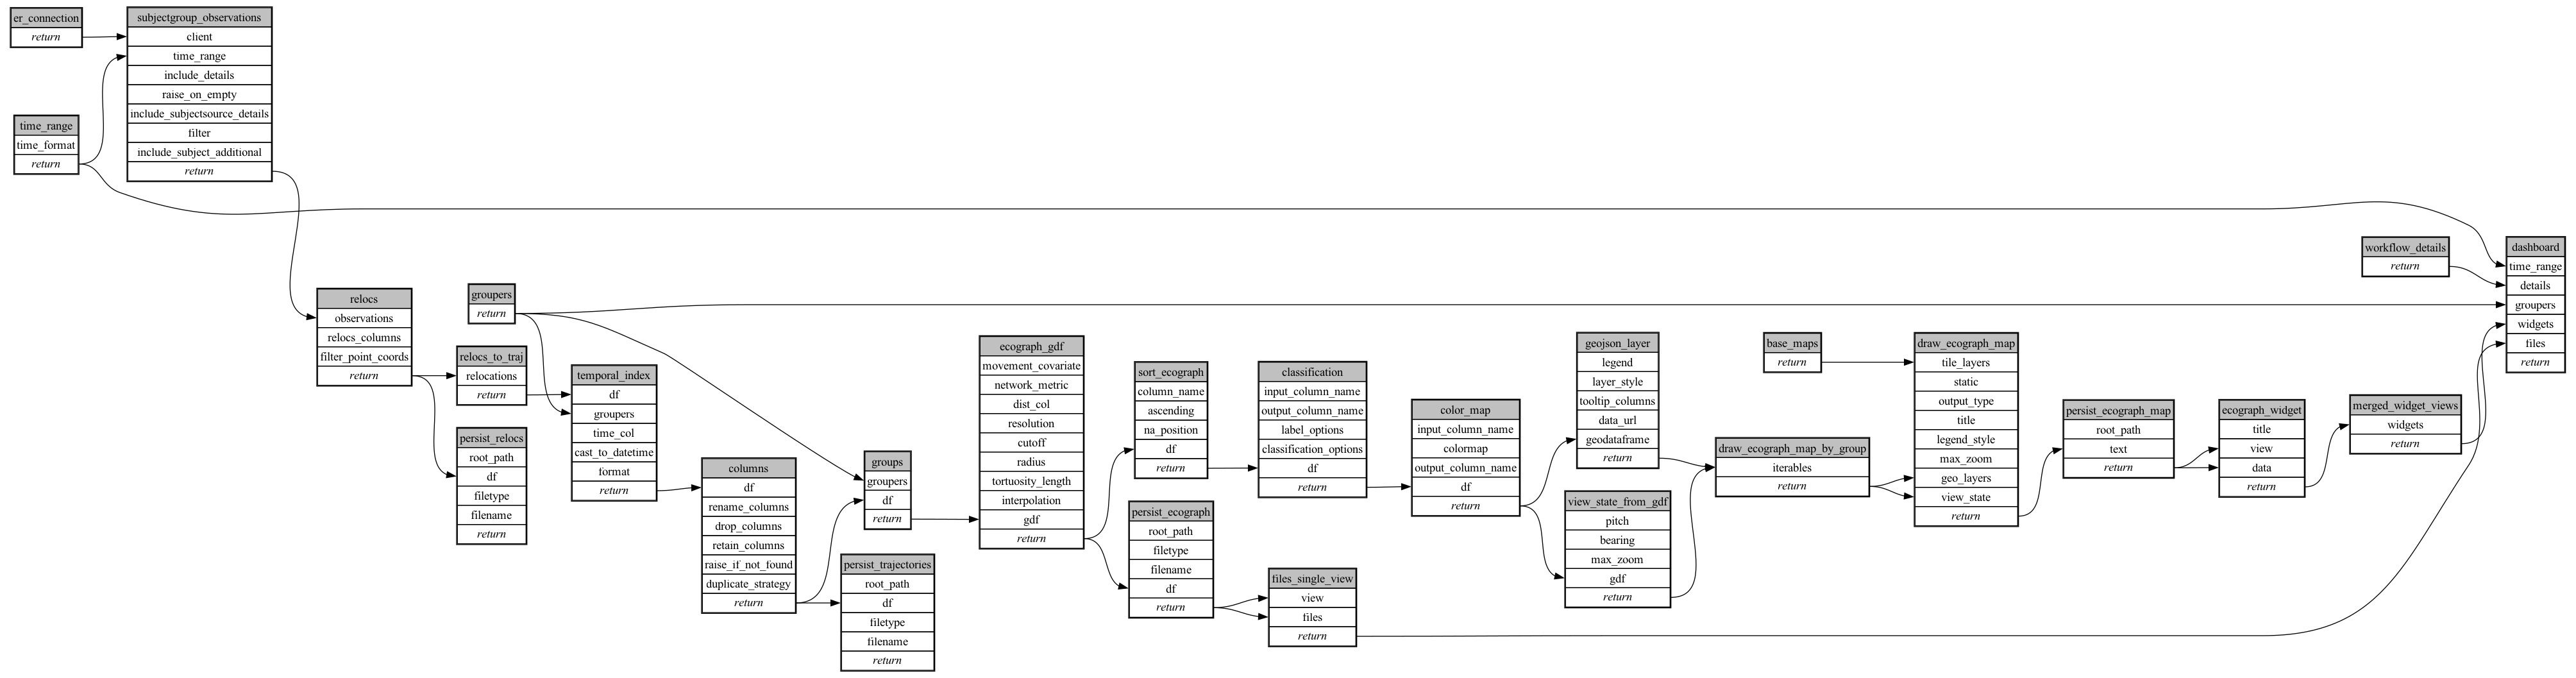 er_connection
return
subjectgroup_observations
client
time_range
include_details
raise_on_empty
include_subjectsource_details
filter
include_subject_additional
return
time_range
time_format
return
relocs
observations
relocs_columns
filter_point_coords
return
groupers
return
relocs_to_traj
relocations
return
persist_relocs
root_path
df
filetype
filename
return
temporal_index
df
groupers
time_col
cast_to_datetime
format
return
columns
df
rename_columns
drop_columns
retain_columns
raise_if_not_found
duplicate_strategy
return
groups
groupers
df
return
persist_trajectories
root_path
df
filetype
filename
return
ecograph_gdf
movement_covariate
network_metric
dist_col
resolution
cutoff
radius
tortuosity_length
interpolation
gdf
return
sort_ecograph
column_name
ascending
na_position
df
return
persist_ecograph
root_path
filetype
filename
df
return
classification
input_column_name
output_column_name
label_options
classification_options
df
return
files_single_view
view
files
return
color_map
input_column_name
colormap
output_column_name
df
return
geojson_layer
legend
layer_style
tooltip_columns
data_url
geodataframe
return
view_state_from_gdf
pitch
bearing
max_zoom
gdf
return
base_maps
return
draw_ecograph_map_by_group
iterables
return
draw_ecograph_map
tile_layers
static
output_type
title
legend_style
max_zoom
geo_layers
view_state
return
persist_ecograph_map
root_path
text
return
ecograph_widget
title
view
data
return
merged_widget_views
widgets
return
workflow_details
return
dashboard
time_range
details
groupers
widgets
files
return